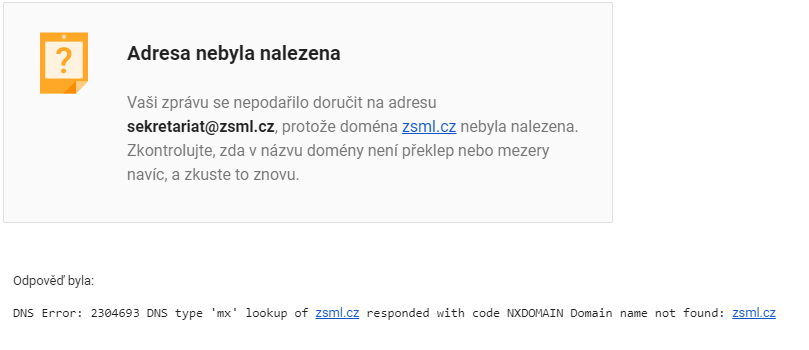 ?
Adresa nebyla nalezena
Vaši zprávu se nepodařilo doručit na adresu
sekretariat@zsml.cz, protože doména zsml.cz nebyla nalezena.
Zkontrolujte, zda v názvu domény není překlep nebo mezery
navíc, a zkuste to znovu.
Odpověď byla:
DNS Error: 2304693 DNS type 'mx' lookup of zsml.cz responded with code NXDOMAIN Domain name not found: zsml.cz